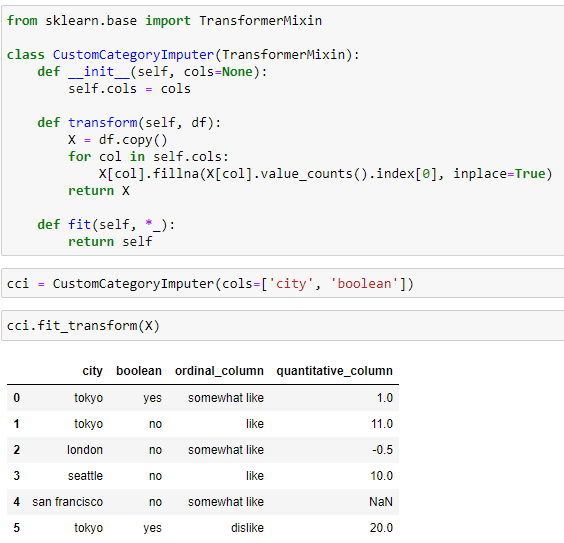 from sklearn.base import TransformerMixin
class CustomCategoryImputer(TransformerMixin):
def __init__(self, cols=None):
self.cols = cols
def transform(self, df):
X = df.copy()
for col in self.cols:
X[col].fillna(X[col].value_counts().index[0], inplace=True)
return X
def fit(self, *_):
return self
cci = CustomCategoryImputer(cols=['city', 'boolean'])
cci.fit_transform(X)
city boolean ordinal_column quantitative_column
0 tokyo yes somewhat like 1.0
1 tokyo no like 11.0
2 london no somewhat like -0.5
3 seattle no like 10.0
4 san francisco no somewhat like NaN
5 tokyo yes dislike 20.0